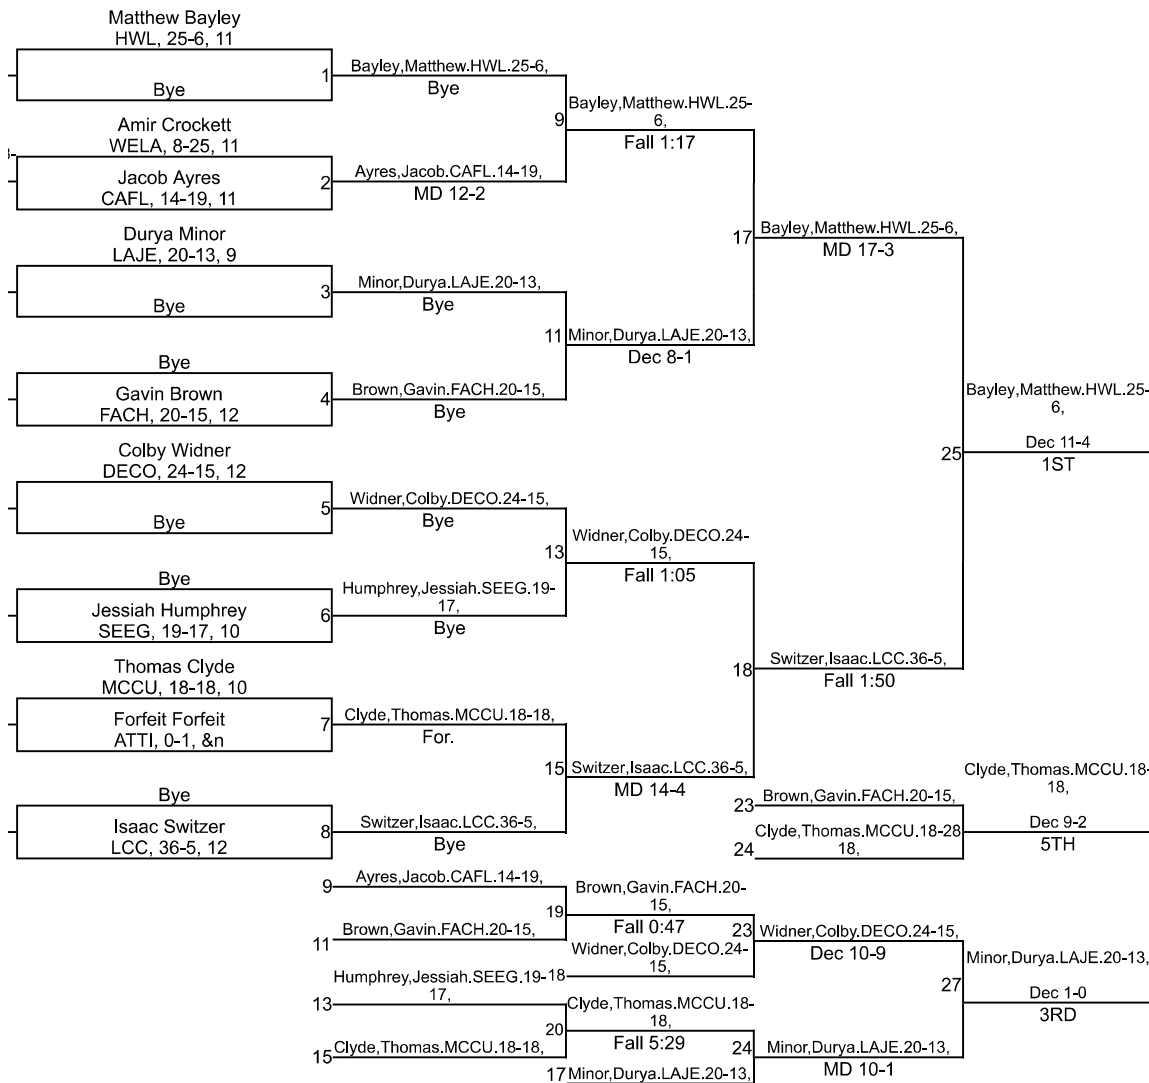 Matthew Bayley
HWL, 25-6, 11
Bye
1
Bayley,Matthew.HWL.25-6,
Bye
Amir Crockett
WELA, 8-25, 11
Jacob Ayres
CAFL, 14-19, 11
2
Ayres,Jacob.CAFL.14-19,
MD 12-2
9
Bayley,Matthew.HWL.25-
6,
Fall 1:17
Durya Minor
LAJE, 20-13, 9
Bye
3
Minor,Durya.LAJE.20-13,
Bye
Bye
Gavin Brown
FACH, 20-15, 12
4
Brown,Gavin.FACH.20-15,
Bye
11
Minor,Durya.LAJE.20-13,
Dec 8-1
17
Bayley,Matthew.HWL.25-6,
MD 17-3
Colby Widner
DECO, 24-15, 12
Bye
5
Widner,Colby.DECO.24-15,
Bye
Bye
Jessiah Humphrey
SEEG, 19-17, 10
6
Humphrey,Jessiah.SEEG.19-
17,
Bye
13
Widner,Colby.DECO.24-
15,
Fall 1:05
Thomas Clyde
MCCU, 18-18, 10
Forfeit Forfeit
ATTI, 0-1, &n
7
Clyde,Thomas.MCCU.18-18,
For.
Bye
Isaac Switzer
LCC, 36-5, 12
8
Switzer,Isaac.LCC.36-5,
Bye
15
Switzer,Isaac.LCC.36-5,
MD 14-4
18
Switzer,Isaac.LCC.36-5,
Fall 1:50
25
Bayley,Matthew.HWL.25-
6,
Dec 11-4
1ST
23
Brown,Gavin.FACH.20-15,
24
Clyde,Thomas.MCCU.18-28
18,
Clyde,Thomas.MCCU.18-
18,
Dec 9-2
5TH
9
Ayres,Jacob.CAFL.14-19,
11
Brown,Gavin.FACH.20-15,
19
Brown,Gavin.FACH.20-
15,
Fall 0:47
18
Widner,Colby.DECO.24-
15,
23
Widner,Colby.DECO.24-15,
Dec 10-9
13
Humphrey,Jessiah.SEEG.19-
17,
15
Clyde,Thomas.MCCU.18-18,
20
Clyde,Thomas.MCCU.18-
18,
Fall 5:29
17
Minor,Durya.LAJE.20-13,
24
Minor,Durya.LAJE.20-13,
MD 10-1
27
Minor,Durya.LAJE.20-13,
Dec 1-0
3RD